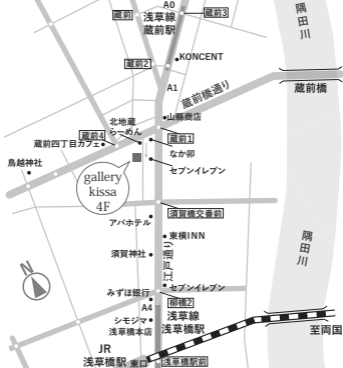 A0
蔵前
浅草線
蔵前駅
蔵前3
隅田川
KONCENT
蔵前2
A1
蔵前橋通り
蔵前橋
山藤商店
北地蔵
らーめん
蔵前4
蔵前四丁目カフェ
蔵前1
なか卯
鳥越神社
セブンイレブン
gallery
kissa
4F
須賀橋交番前
アパホテル
東横INN
須賀神社
江戸通り
隅田川
N
みずほ銀行
セブンイレブン
柳橋2
A4
シモジマ
浅草橋本店
浅草線
浅草橋駅
至両国
JR
浅草橋駅 東口
浅草橋駅前